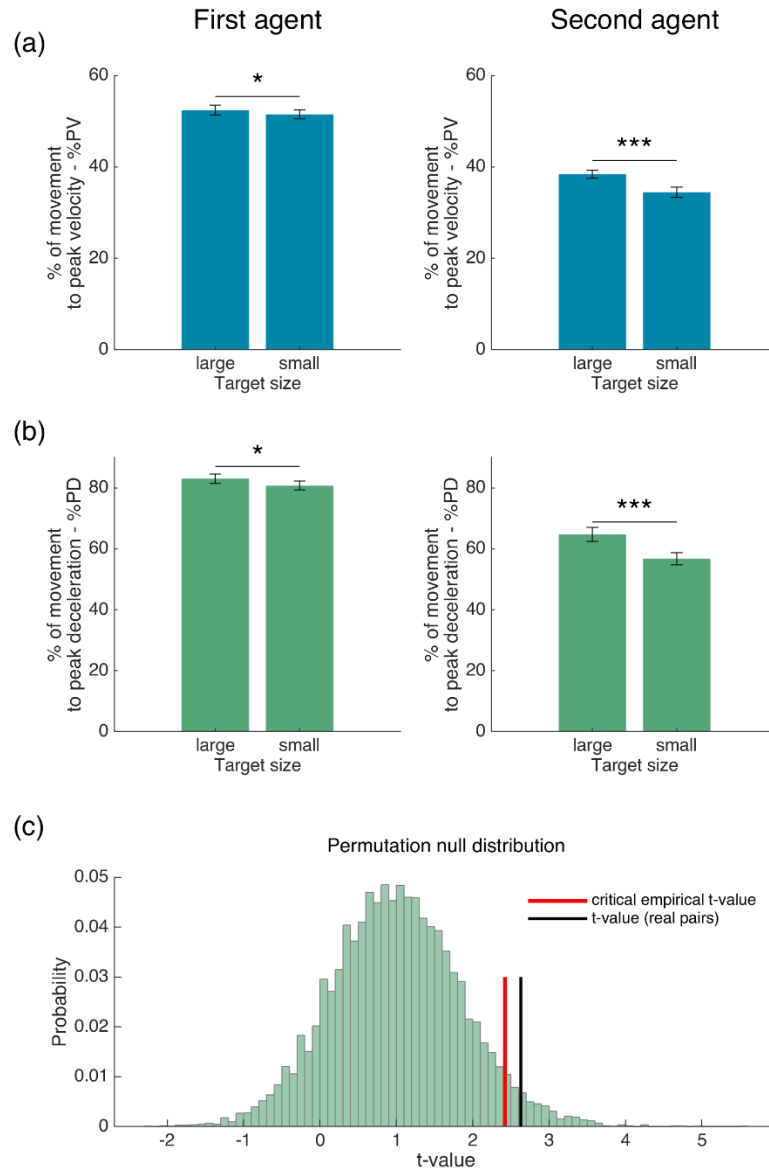 First agent
Second agent
(a)
60
40
20
0
% of movement
to peak velocity - %PV
*
large
small
Target size
60
40
20
0
% of movement
to peak velocity - %PV
***
large
small
Target size
(b)
80
60
40
20
0
% of movement
to peak deceleration - %PD
*
large
small
Target size
80
60
40
20
0
% of movement
to peak deceleration - %PD
***
large
small
Target size
(c)
Permutation null distribution
0.05
0.04
0.03
0.02
0.01
0
Probability
critical empirical t-value
t-value (real pairs)
-2
-1
0
1
2
3
4
5
t-value